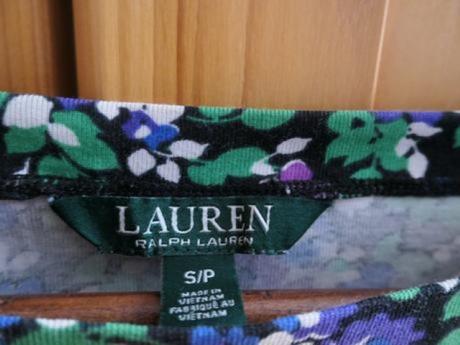 LAUREN
RALPH LAUREN
S/P
MADE IN
VIETNAM
FABRIQUÉ AU
VIETNAM